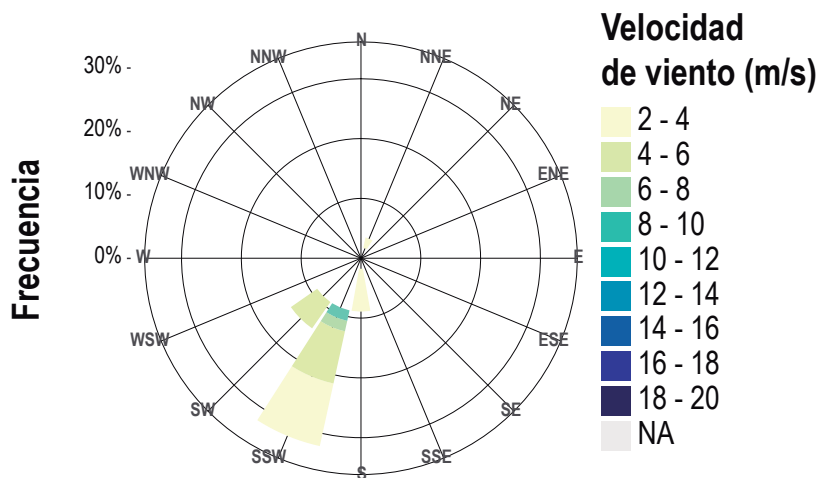 Velocidad
de viento (m/s)
2 - 4
4 - 6
6 - 8
8 - 10
10 - 12
12 - 14
14 - 16
16 - 18
18 - 20
NA
Frecuencia
30% -
20% -
10% -
0% -
N
NNE
NE
ENE
E
ESE
SE
SSE
S
SSW
SW
WSW
W
WNW
NW
NNW